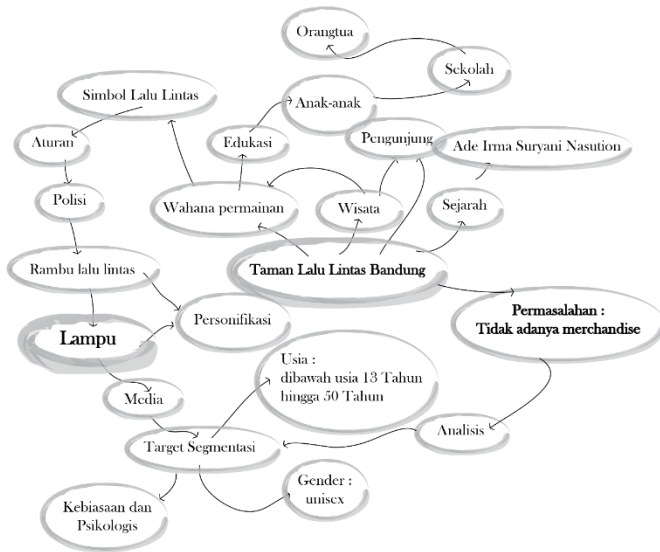 Orangtua
Sekolah
Simbol Lalu Lintas
Anak-anak
Aturan
Edukasi
Pengunjung
Ade Irma Suryani Nasution
Polisi
Wahana permainan
Wisata
Sejarah
Rambu lalu lintas
Taman Lalu Lintas Bandung
Personifikasi
Permasalahan :
Tidak adanya merchandise
Lampu
Usia :
dibawah usia 13 Tahun
hingga 50 Tahun
Media
Analisis
Target Segmentasi
Gender :
unisex
Kebiasaan dan
Psikologis